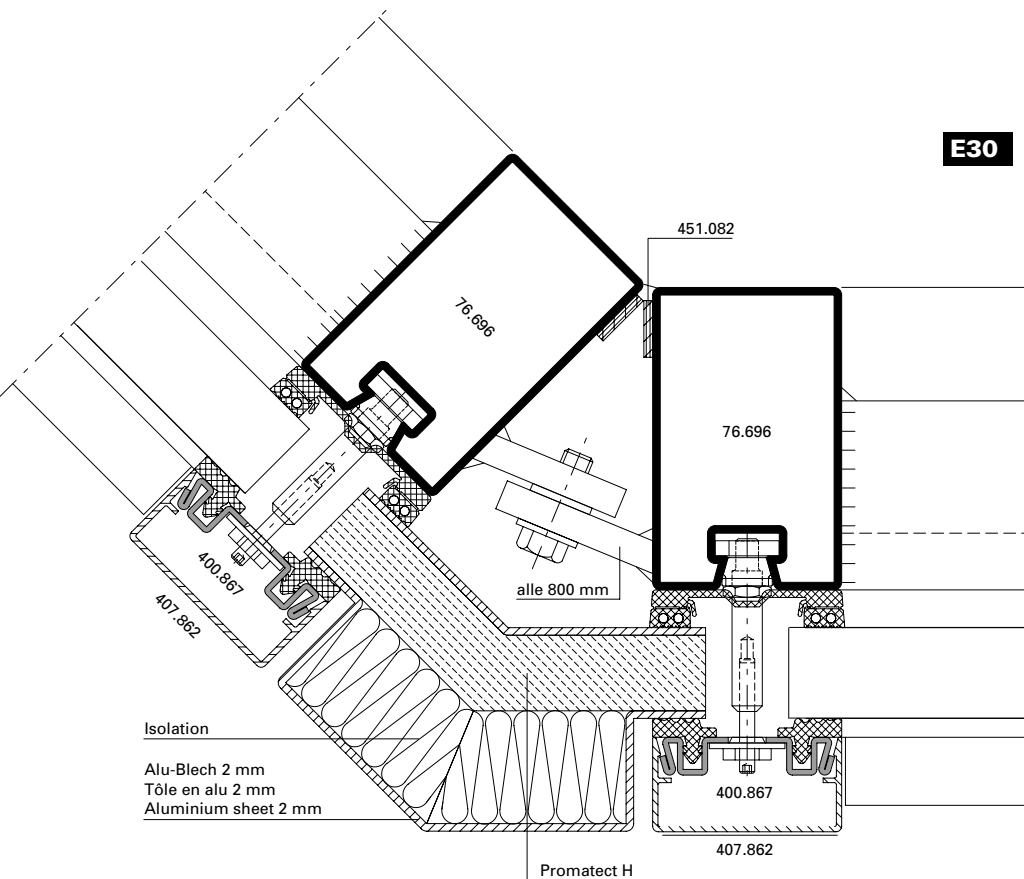 E30
451.082
76.696
76.696
alle 800 mm
400.867
407.862
Isolation
Alu-Blech 2 mm
Tôle en alu 2 mm
Aluminium sheet 2 mm
400.867
407.862
Promatect H